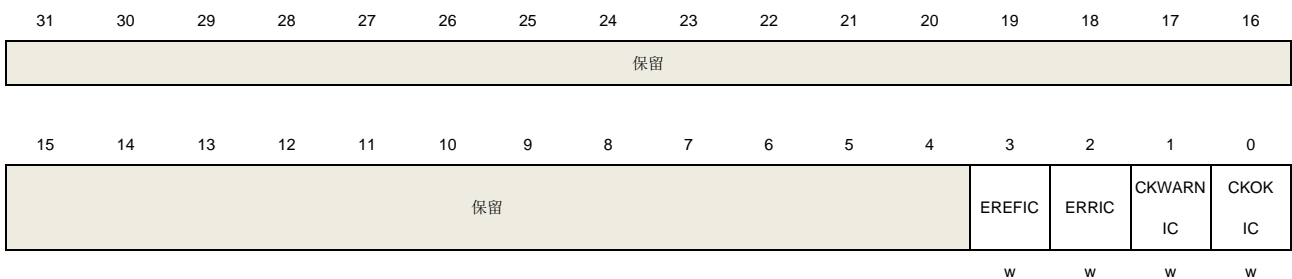 31 30 29 28 27 26 25 24 23 22 21 20 19 18 17 16
保留
15 14 13 12 11 10 9 8 7 6 5 4 3 2 1 0
保留 EREFIC ERRIC CKWARN IC CKOK IC
w w w w